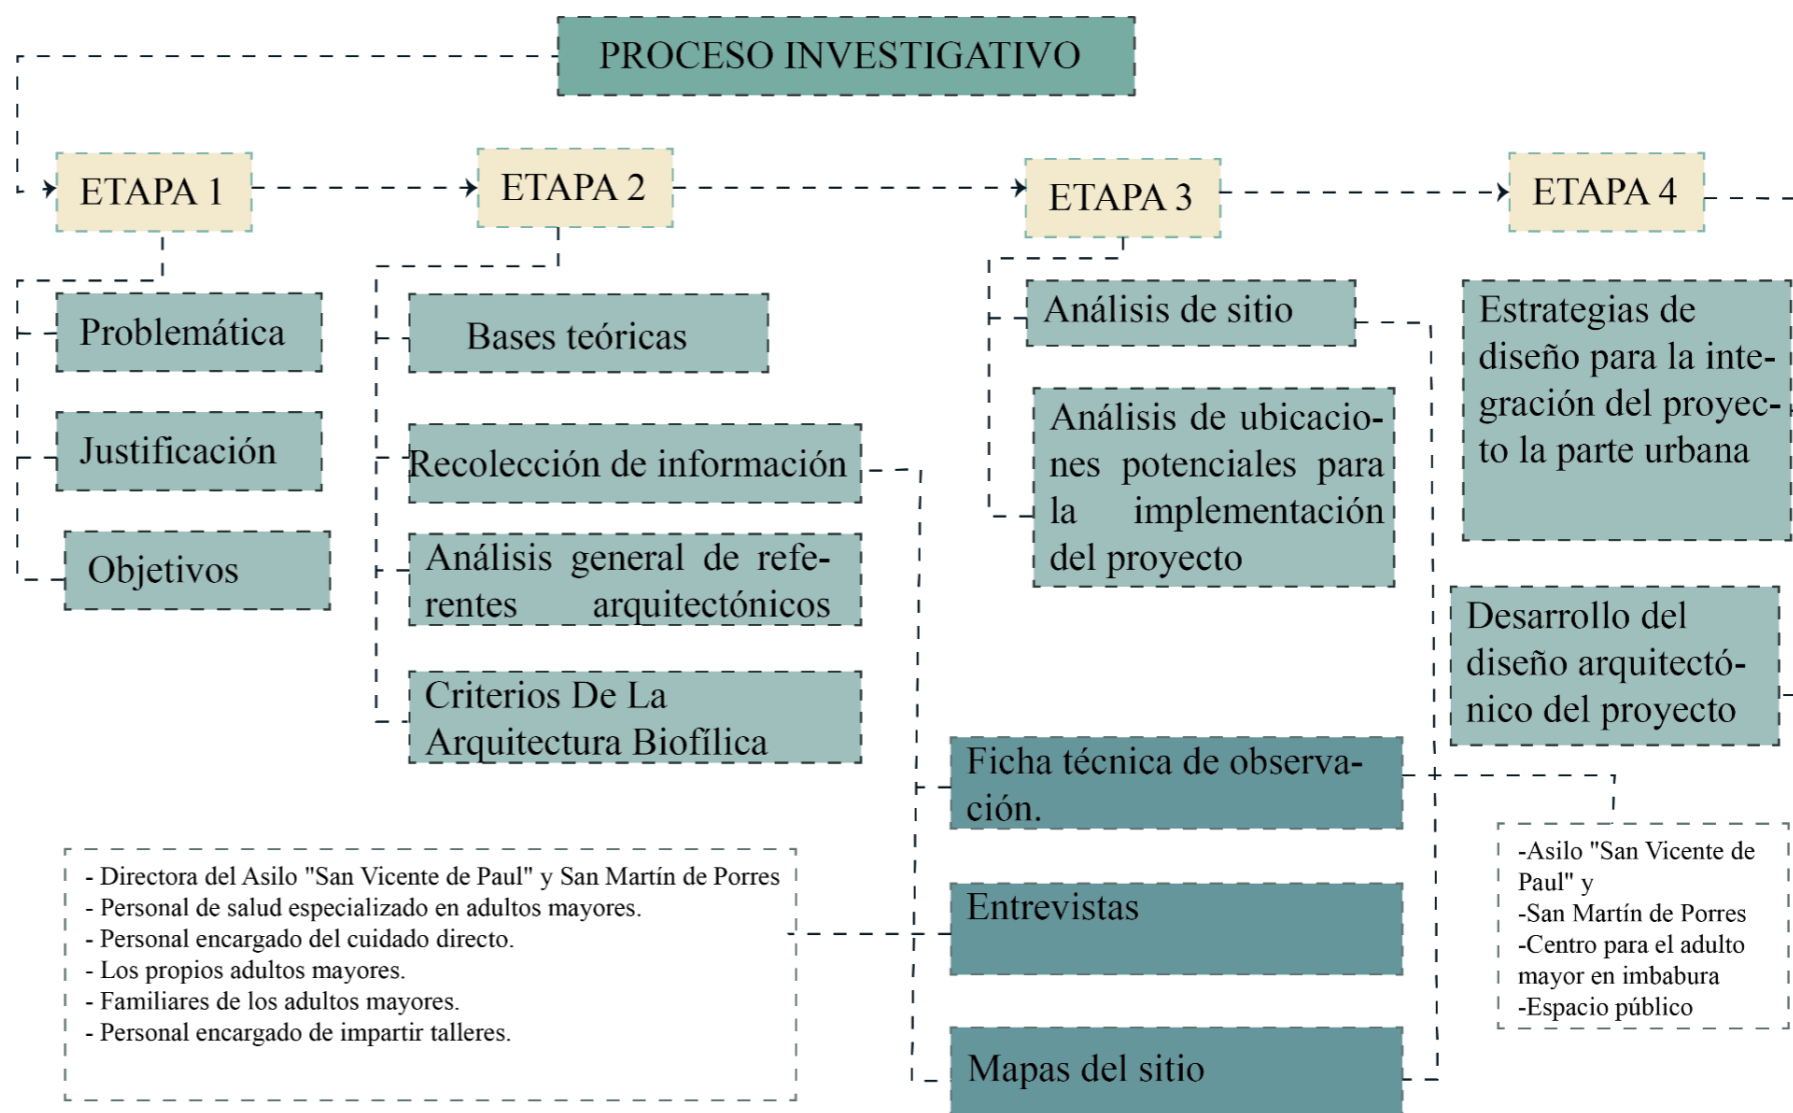 PROCESO INVESTIGATIVO
ETAPA 1
ETAPA 2
ETAPA 3
ETAPA 4
Problemática
Justificación
Objetivos
Bases teóricas
Recolección de información
Análisis general de refe-
rentes arquitectónicos
Criterios De La
Arquitectura Biofílica
Análisis de sitio
Análisis de ubicacio-
nes potenciales para
la implementación
del proyecto
Estrategias de
diseño para la inte-
gración del proyec-
to la parte urbana
Desarrollo del
diseño arquitectó-
nico del proyecto
Ficha técnica de observa-
ción.
Entrevistas
Mapas del sitio
- Directora del Asilo "San Vicente de Paul" y San Martín de Porres
- Personal de salud especializado en adultos mayores.
- Personal encargado del cuidado directo.
- Los propios adultos mayores.
- Familiares de los adultos mayores.
- Personal encargado de impartir talleres.
-Asilo "San Vicente de
Paul" y
-San Martín de Porres
-Centro para el adulto
mayor en imbabura
-Espacio público